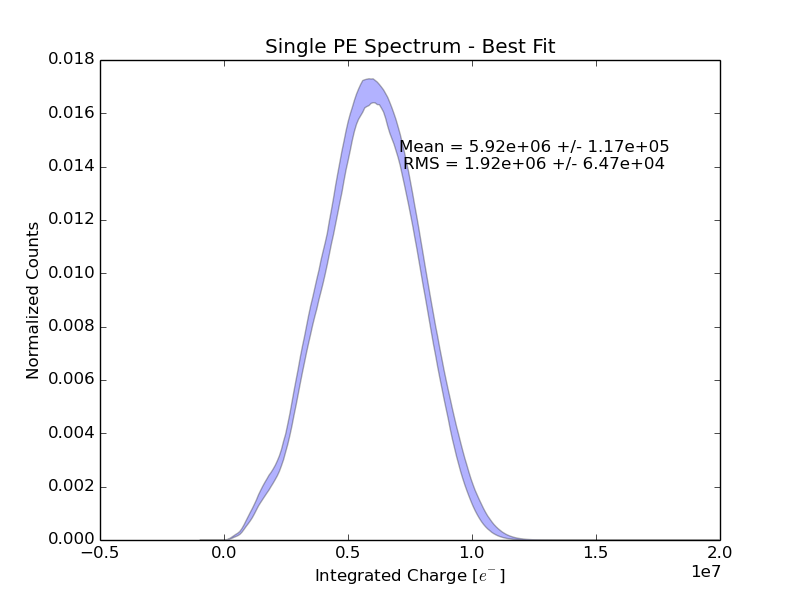 Single PE Spectrum - Best Fit
0.018
0.016
0.014
0.012
0.010
0.008
0.006
0.004
0.002
0.000
Normalized Counts
Mean = 5.92e+06 +/- 1.17e+05
RMS = 1.92e+06 +/- 6.47e+04
−0.5 0.0 0.5 1.0 1.5 2.0
1e7
Integrated Charge [e⁻]